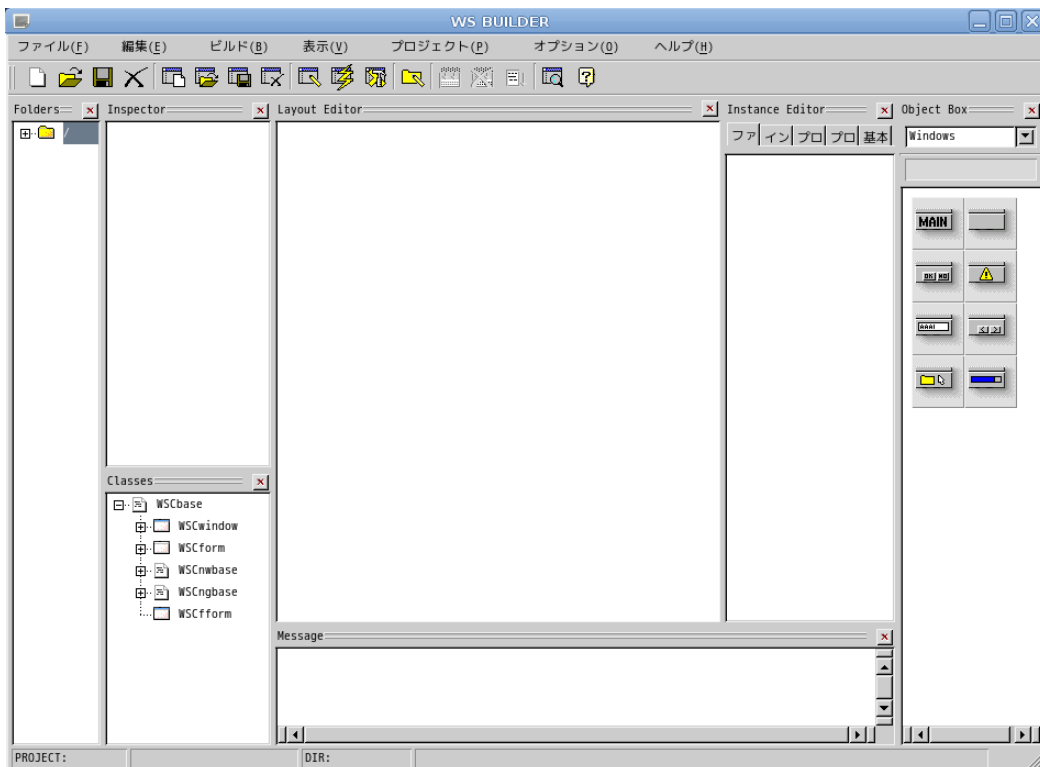 WS BUILDER
ファイル(F) 編集(E) ビルド(B) 表示(V) プロジェクト(P) オプション(O) ヘルプ(H)
Folders Inspector Layout Editor Instance Editor Object Box
/
ファ イン プロ プロ 基本
Windows
MAIN
OK NO
Classes
WSCbase
WSCwindow
WSCform
WSCnwbase
WSCngbase
WSCfform
Message
PROJECT: DIR: